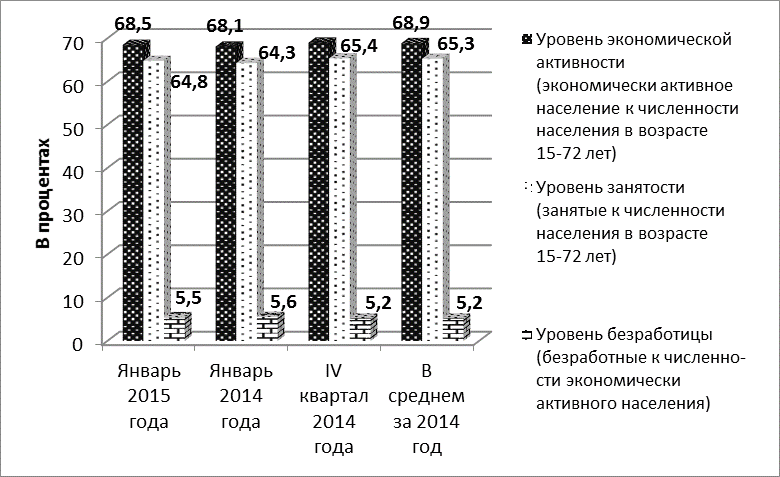 68,5
68,1
68,9
70
60
50
40
30
20
10
0
В процентах
64,8
64,3
65,4
65,3
5,5
5,6
5,2
5,2
Январь
2015
года
Январь
2014
года
IV
квартал
2014
года
В
среднем
за 2014
год
Уровень экономической
активности
(экономически активное
население к численности
населения в возрасте
15-72 лет)
Уровень занятости
(занятые к численности
населения в возрасте
15-72 лет)
Уровень безработицы
(безработные к численно-
сти экономически
активного населения)